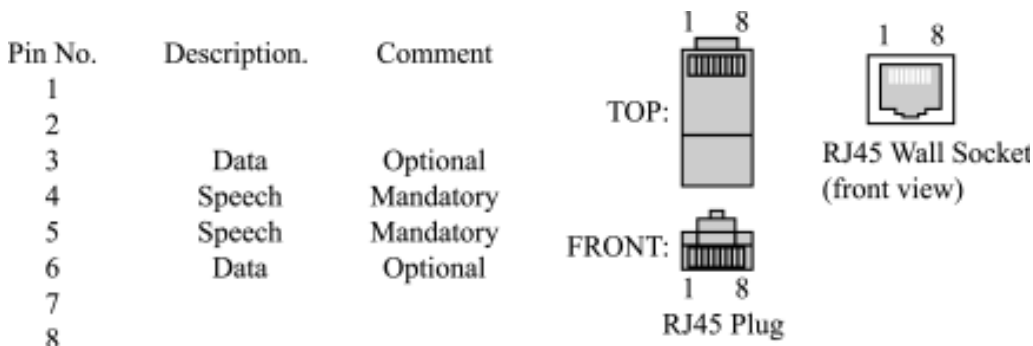 Pin No. Description. Comment
1
2
3 Data Optional
4 Speech Mandatory
5 Speech Mandatory
6 Data Optional
7
8
1 8
TOP:
FRONT:
1 8
RJ45 Plug
1 8
RJ45 Wall Socket
(front view)